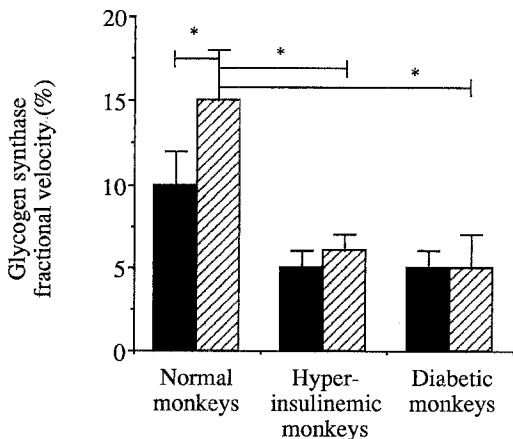 Glycogen synthase
fractional velocity (%)
20
15
10
5
0
*
*
*
Normal
monkeys
Hyper-
insulinemic
monkeys
Diabetic
monkeys